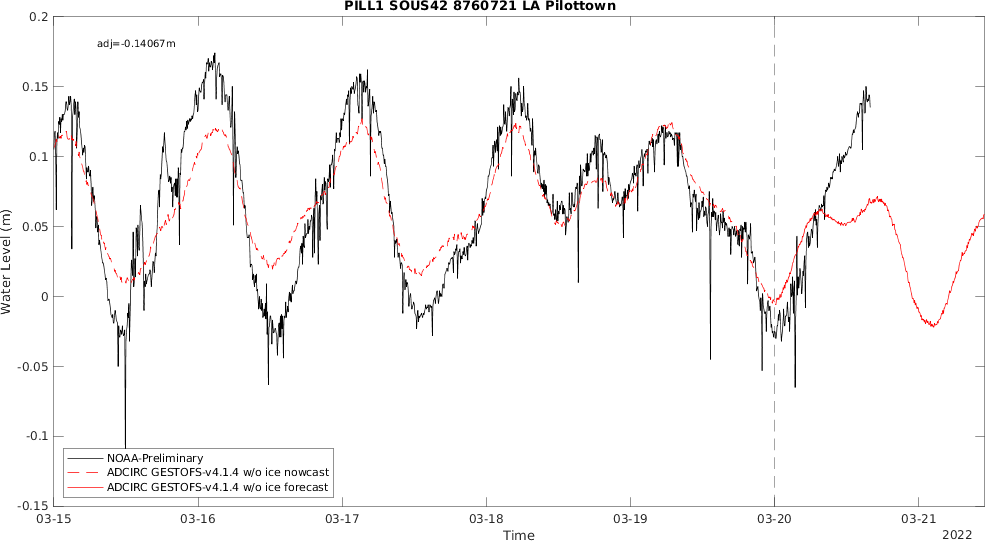 PILL1 SOUS42 8760721 LA Pilottown
adj=-0.14067m
0.2
0.15
0.1
0.05
0
-0.05
-0.1
-0.15
Water Level (m)
NOAA-Preliminary
ADCIRC GESTOFS-v4.1.4 w/o ice nowcast
ADCIRC GESTOFS-v4.1.4 w/o ice forecast
03-15 03-16 03-17 03-18 03-19 03-20 03-21
Time
2022